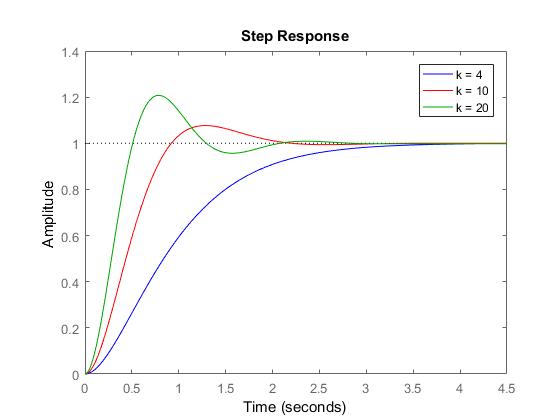 Step Response
1.4
1.2
1
0.8
0.6
0.4
0.2
0
Amplitude
k = 4
k = 10
k = 20
0 0.5 1 1.5 2 2.5 3 3.5 4 4.5
Time (seconds)